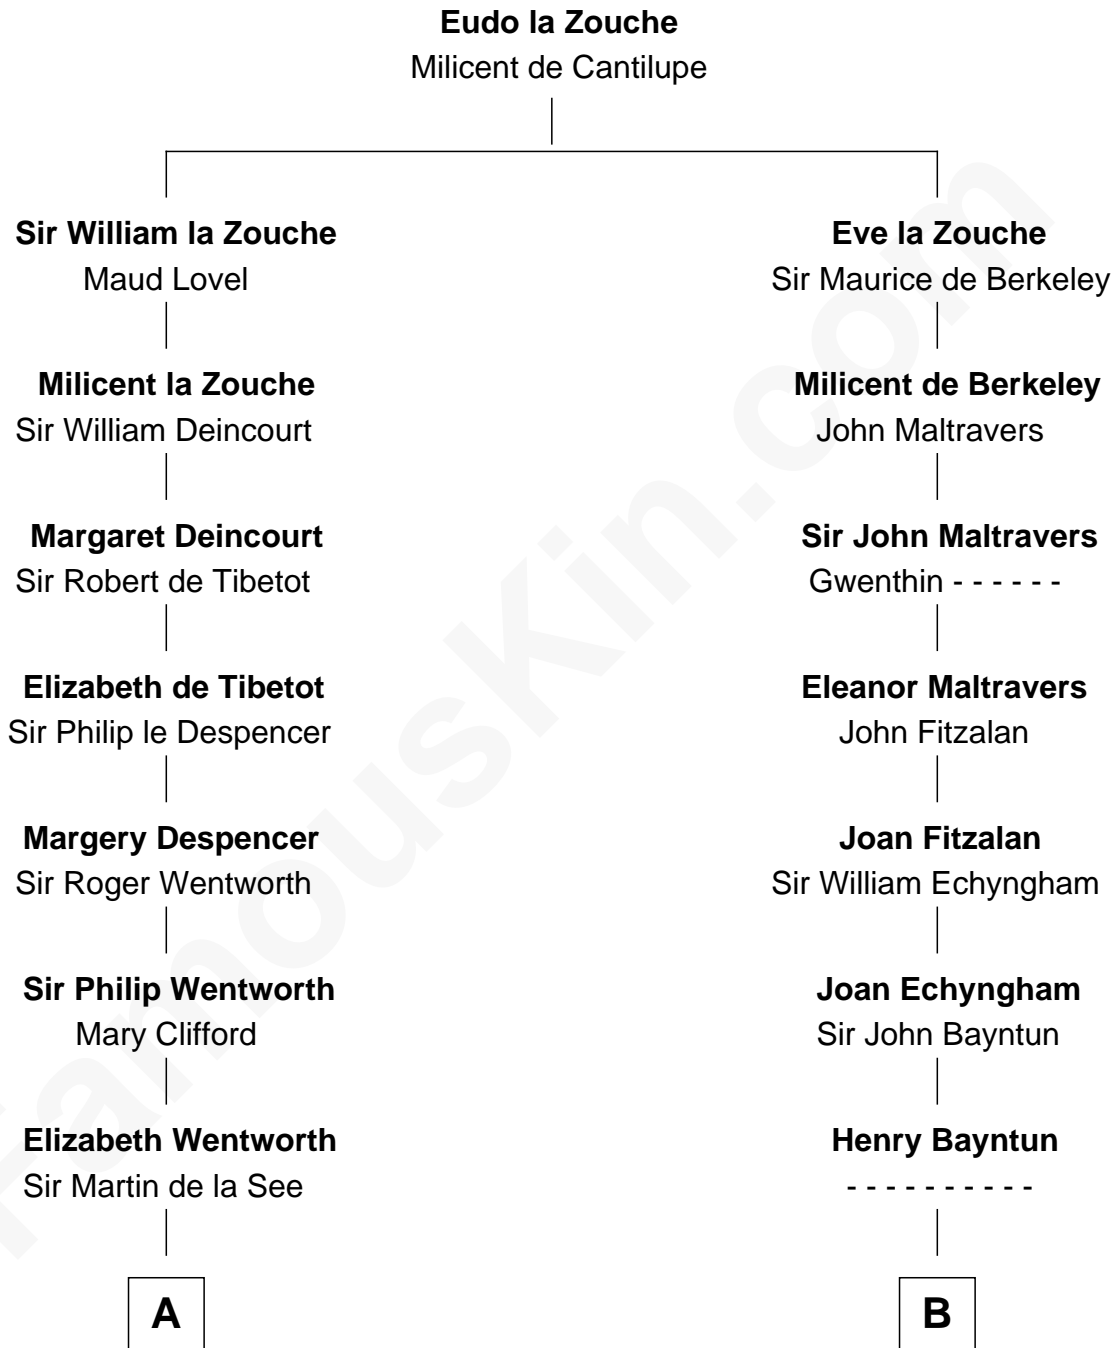 Eudo la Zouche
Milicent de Cantilupe
Sir William la Zouche
Maud Lovel
Eve la Zouche
Sir Maurice de Berkeley
Milicent la Zouche
Sir William Deincourt
Milicent de Berkeley
John Maltravers
Margaret Deincourt
Sir Robert de Tibetot
Sir John Maltravers
Gwenthin - - - - - -
Elizabeth de Tibetot
Sir Philip le Despencer
Eleanor Maltravers
John Fitzalan
Margery Despencer
Sir Roger Wentworth
Joan Fitzalan
Sir William Echyngham
Sir Philip Wentworth
Mary Clifford
Joan Echyngham
Sir John Bayntun
Elizabeth Wentworth
Sir Martin de la See
Henry Bayntun
- - - - - - - - - -
A
B
FamousKin.com